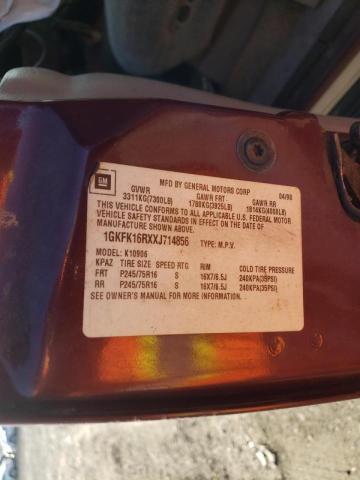 GM
MFD BY GENERAL MOTORS CORP 04/98
GVWR GAWR FRT GAWR RR
3311KG(7300LB) 1780KG(3925LB) 1814KG(4000LB)
THIS VEHICLE CONFORMS TO ALL APPLICABLE U.S. FEDERAL MOTOR
VEHICLE SAFETY STANDARDS IN EFFECT ON THE DATE OF
MANUFACTURE SHOWN ABOVE.
1GKFK16RXXJ714856 TYPE: M.P.V.
MODEL: K10906
KPAZ TIRE SIZE SPEED RTG RIM COLD TIRE PRESSURE
FRT P245/75R16 S 16X7/6.5J 240KPA(35PSI)
RR P245/75R16 S 16X7/6.5J 240KPA(35PSI)
SEE OWNER'S MANUAL FOR MORE INFORMATION.